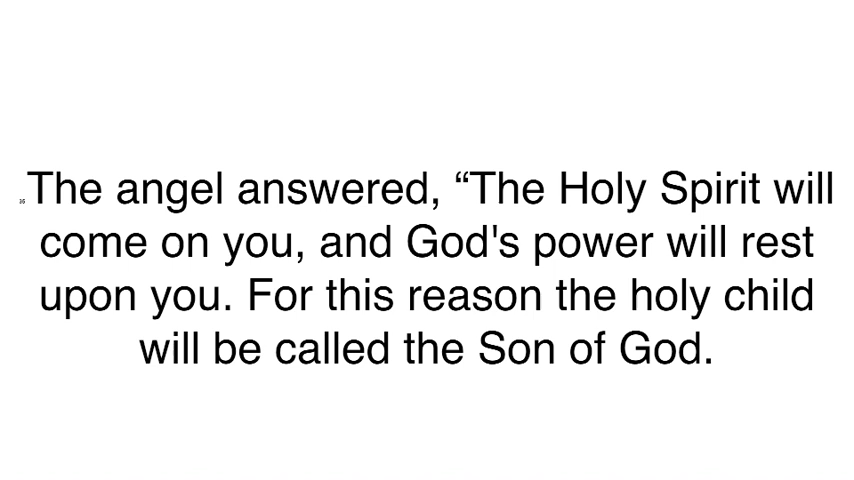 35 The angel answered, “The Holy Spirit will
come on you, and God's power will rest
upon you. For this reason the holy child
will be called the Son of God.